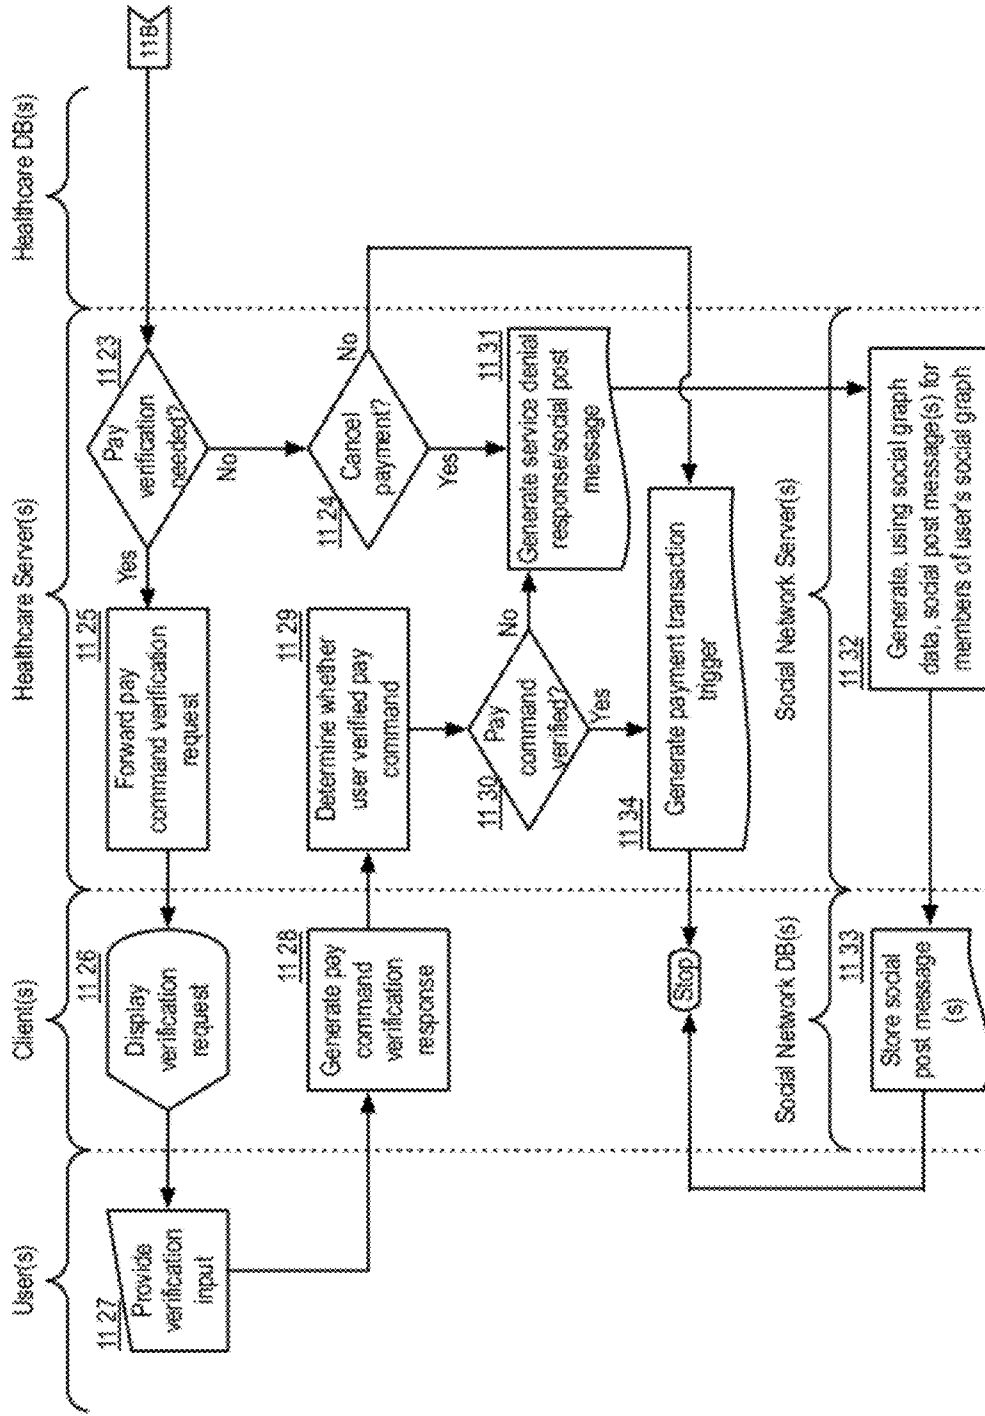 User(s)
Client(s)
Healthcare Server(s)
Healthcare DB(s)
11B
11.23
Pay
verification
needed?
Yes
No
11.25
Forward pay
command verification
request
11.26
Display
verification
request
11.27
Provide
verification
input
11.28
Generate pay
command
verification
response
11.29
Determine whether
user verified pay
command
11.24
Cancel
payment?
No
Yes
11.30
Pay
command
verified?
No
Yes
11.31
Generate service denial
response/social post
message
11.34
Generate payment transaction
trigger
Stop
Social Network DB(s)
Social Network Server(s)
11.32
Generate, using social graph
data, social post message(s) for
members of user's social graph
11.33
Store social
post message
(s)